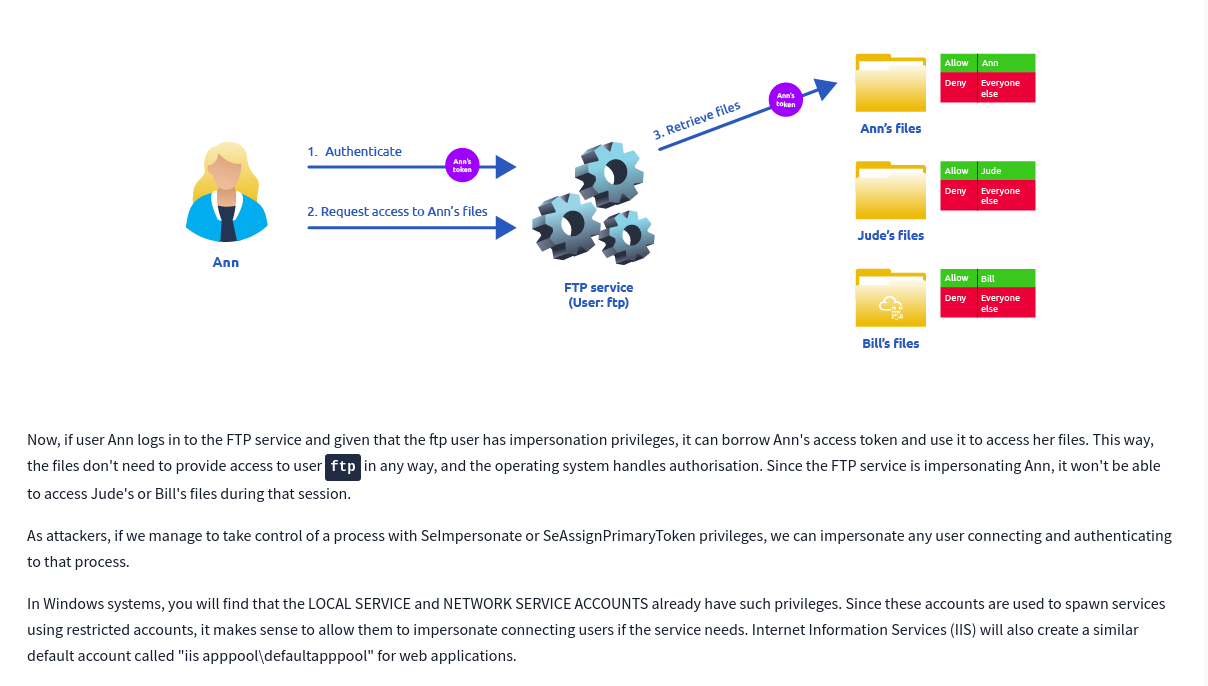 Allow Ann
Deny Everyone
else
Ann's files
3. Retrieve files
Ann's
token
1. Authenticate
Ann's
token
2. Request access to Ann's files
Ann
FTP service
(User: ftp)
Allow Jude
Deny Everyone
else
Jude's files
Allow Bill
Deny Everyone
else
Bill's files
Now, if user Ann logs in to the FTP service and given that the ftp user has impersonation privileges, it can borrow Ann's access token and use it to access her files. This way,
the files don't need to provide access to user ftp in any way, and the operating system handles authorisation. Since the FTP service is impersonating Ann, it won't be able
to access Jude's or Bill's files during that session.
As attackers, if we manage to take control of a process with SeImpersonate or SeAssignPrimaryToken privileges, we can impersonate any user connecting and authenticating
to that process.
In Windows systems, you will find that the LOCAL SERVICE and NETWORK SERVICE ACCOUNTS already have such privileges. Since these accounts are used to spawn services
using restricted accounts, it makes sense to allow them to impersonate connecting users if the service needs. Internet Information Services (IIS) will also create a similar
default account called "iis apppool\defaultapppool" for web applications.